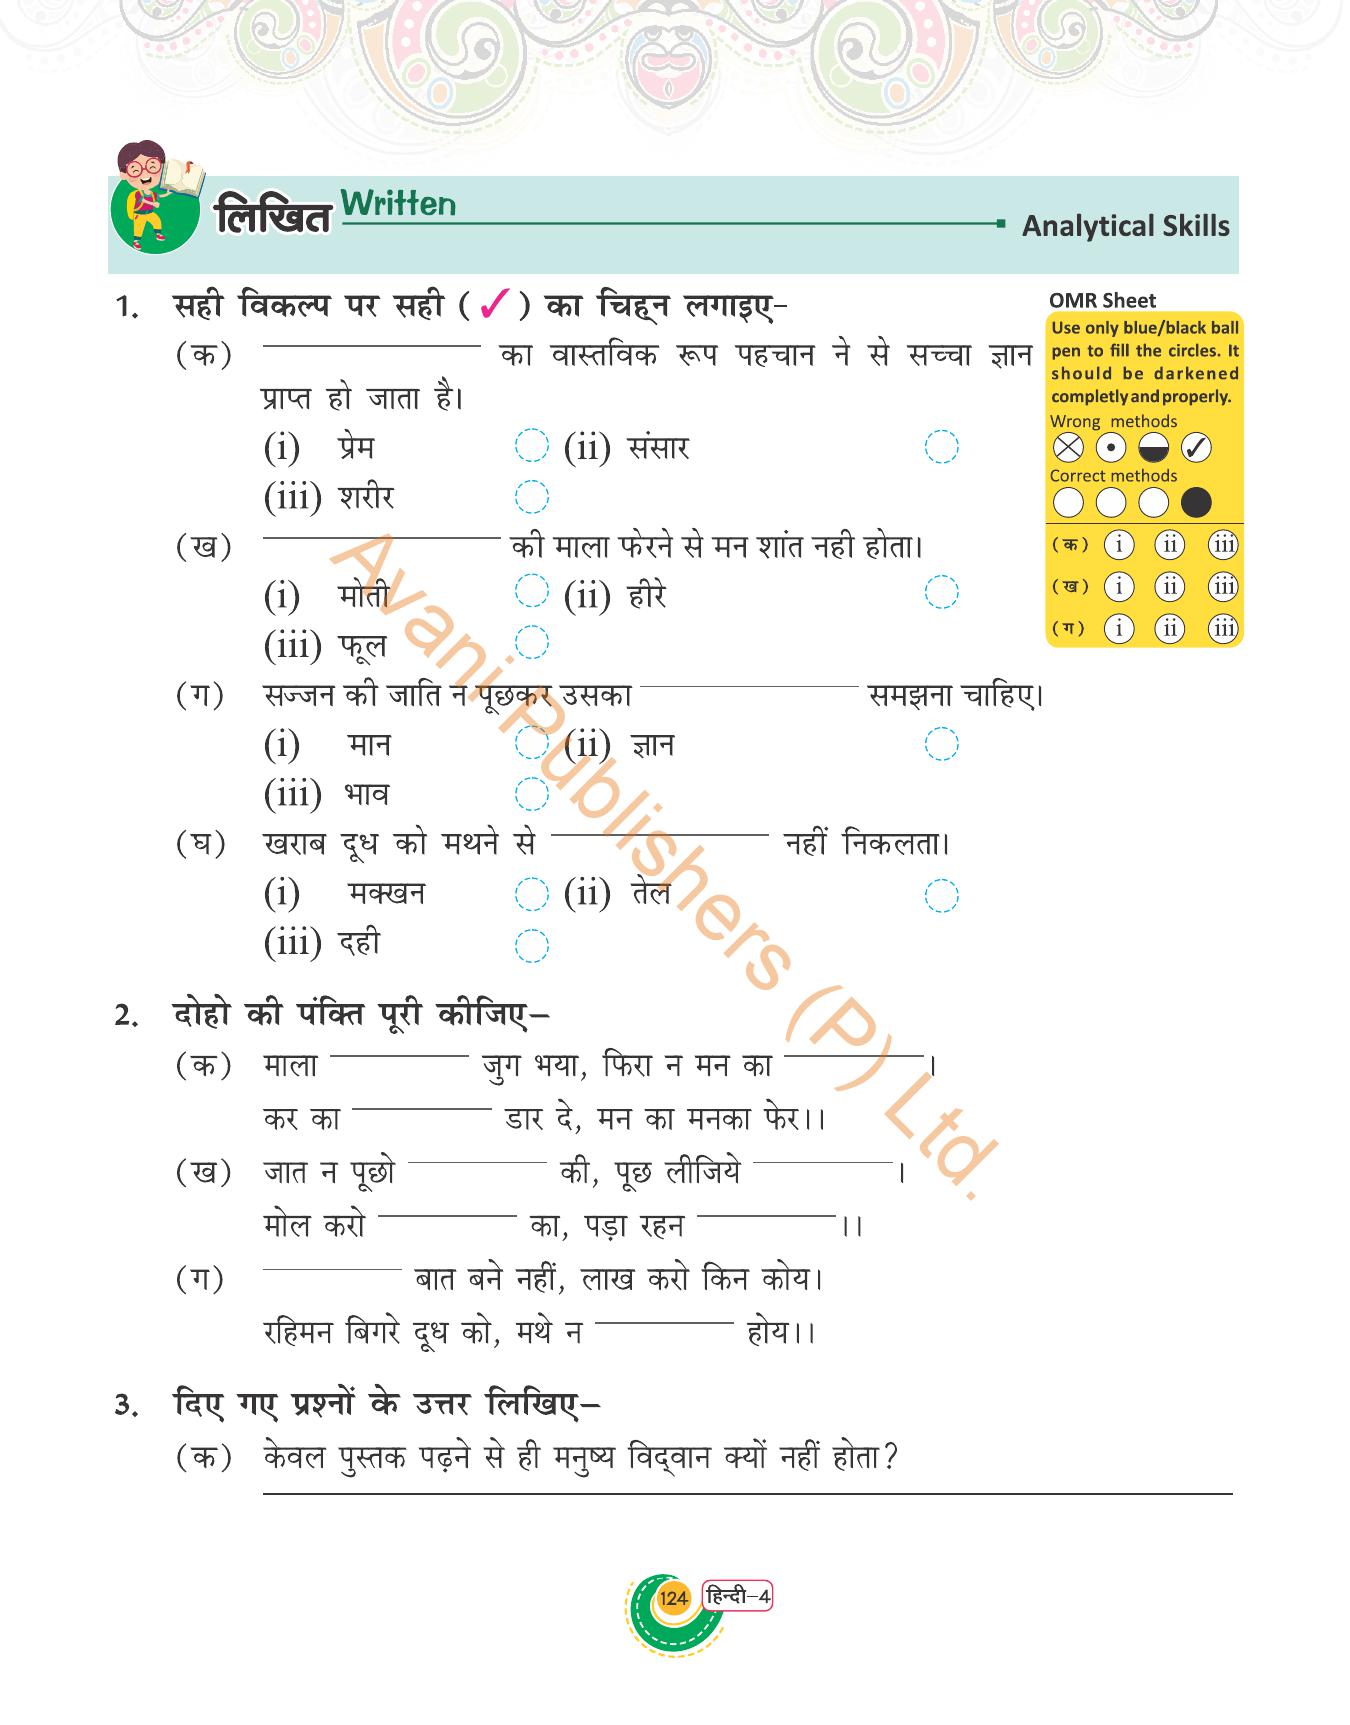 लिखित Written
Analytical Skills
1. सही विकल्प पर सही (✓) का चिह्न लगाइए-
OMR Sheet
Use only blue/black ball
pen to fill the circles. It
should be darkened
completly and properly.
Wrong methods
Correct methods
(क) i ii iii
(ख) i ii iii
(ग) i ii iii
(क) __________ का वास्तविक रूप पहचान ने से सच्चा ज्ञान
प्राप्त हो जाता है।
(i) प्रेम (ii) संसार
(iii) शरीर
(ख) __________ की माला फेरने से मन शांत नही होता।
(i) मोती (ii) हीरे
(iii) फूल
(ग) सज्जन की जाति न पूछकर उसका __________ समझना चाहिए।
(i) मान (ii) ज्ञान
(iii) भाव
(घ) खराब दूध को मथने से __________ नहीं निकलता।
(i) मक्खन (ii) तेल
(iii) दही
2. दोहो की पंक्ति पूरी कीजिए–
(क) माला __________ जुग भया, फिरा न मन का __________।
कर का __________ डार दे, मन का मनका फेर।।
(ख) जात न पूछो __________ की, पूछ लीजिये __________।
मोल करो __________ का, पड़ा रहन __________।।
(ग) __________ बात बने नहीं, लाख करो किन कोय।
रहिमन बिगरे दूध को, मथे न __________ होय।।
3. दिए गए प्रश्नों के उत्तर लिखिए–
(क) केवल पुस्तक पढ़ने से ही मनुष्य विद्वान क्यों नहीं होता?
124 हिन्दी–4
Avani Publishers (P) Ltd.